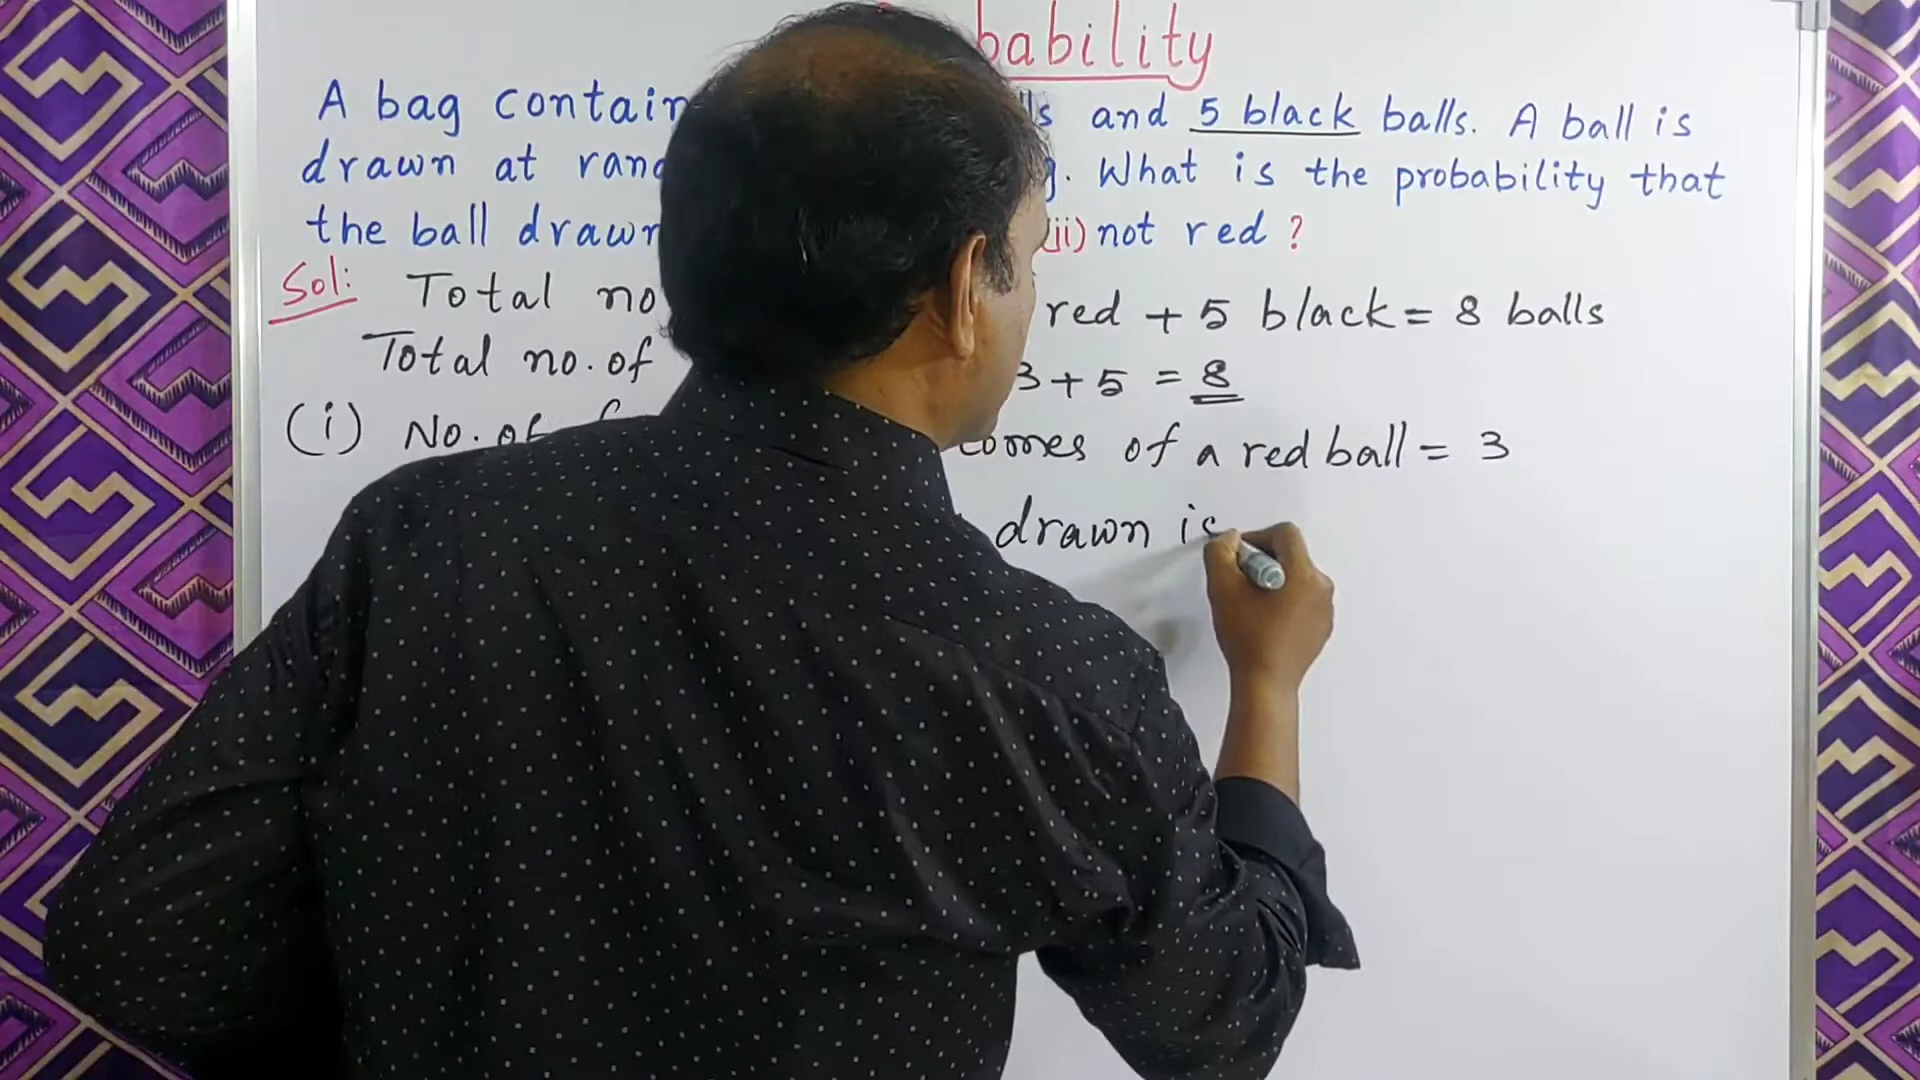 bability
A bag contain ls and 5 black balls. A ball is
drawn at ran g. What is the probability that
the ball drawn (ii) not red ?
Sol: Total no red + 5 black = 8 balls
Total no. of 3 + 5 = 8
(i) No. of comes of a red ball = 3
drawn is